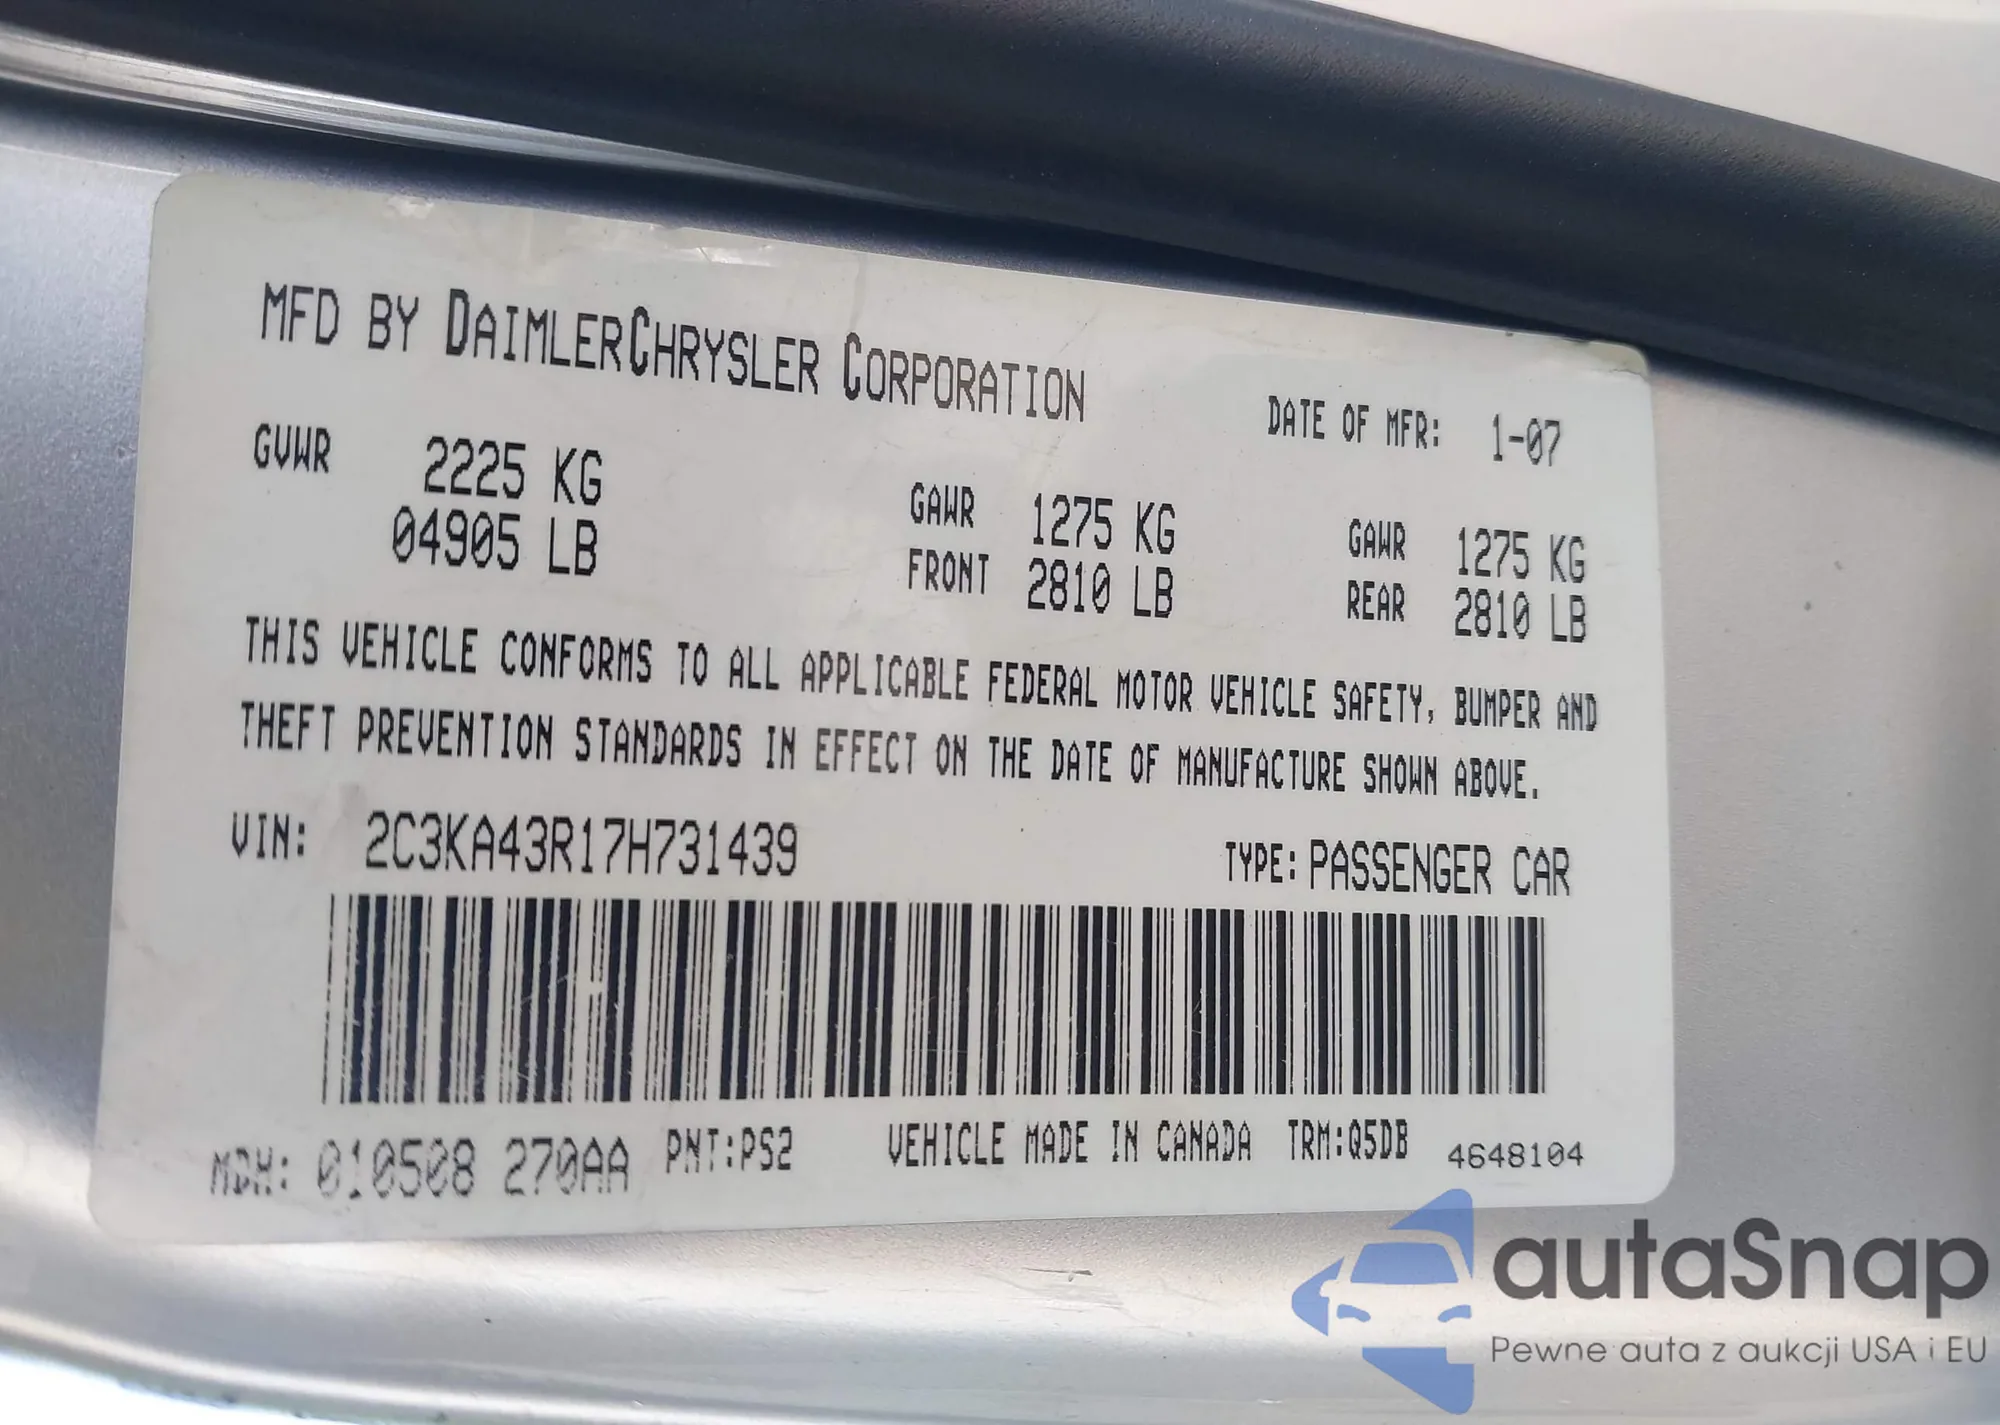 MFD BY DAIMLERCHRYSLER CORPORATION
DATE OF MFR: 1-07
GVWR 2225 KG
04905 LB
GAWR 1275 KG
FRONT 2810 LB
GAWR 1275 KG
REAR 2810 LB
THIS VEHICLE CONFORMS TO ALL APPLICABLE FEDERAL MOTOR VEHICLE SAFETY, BUMPER AND
THEFT PREVENTION STANDARDS IN EFFECT ON THE DATE OF MANUFACTURE SHOWN ABOVE.
VIN: 2C3KA43R17H731439
TYPE: PASSENGER CAR
MDH: 010508 270AA PNT:PS2 VEHICLE MADE IN CANADA TRM:Q5DB 4648104
autaSnap
Pewne auta z aukcji USA i EU